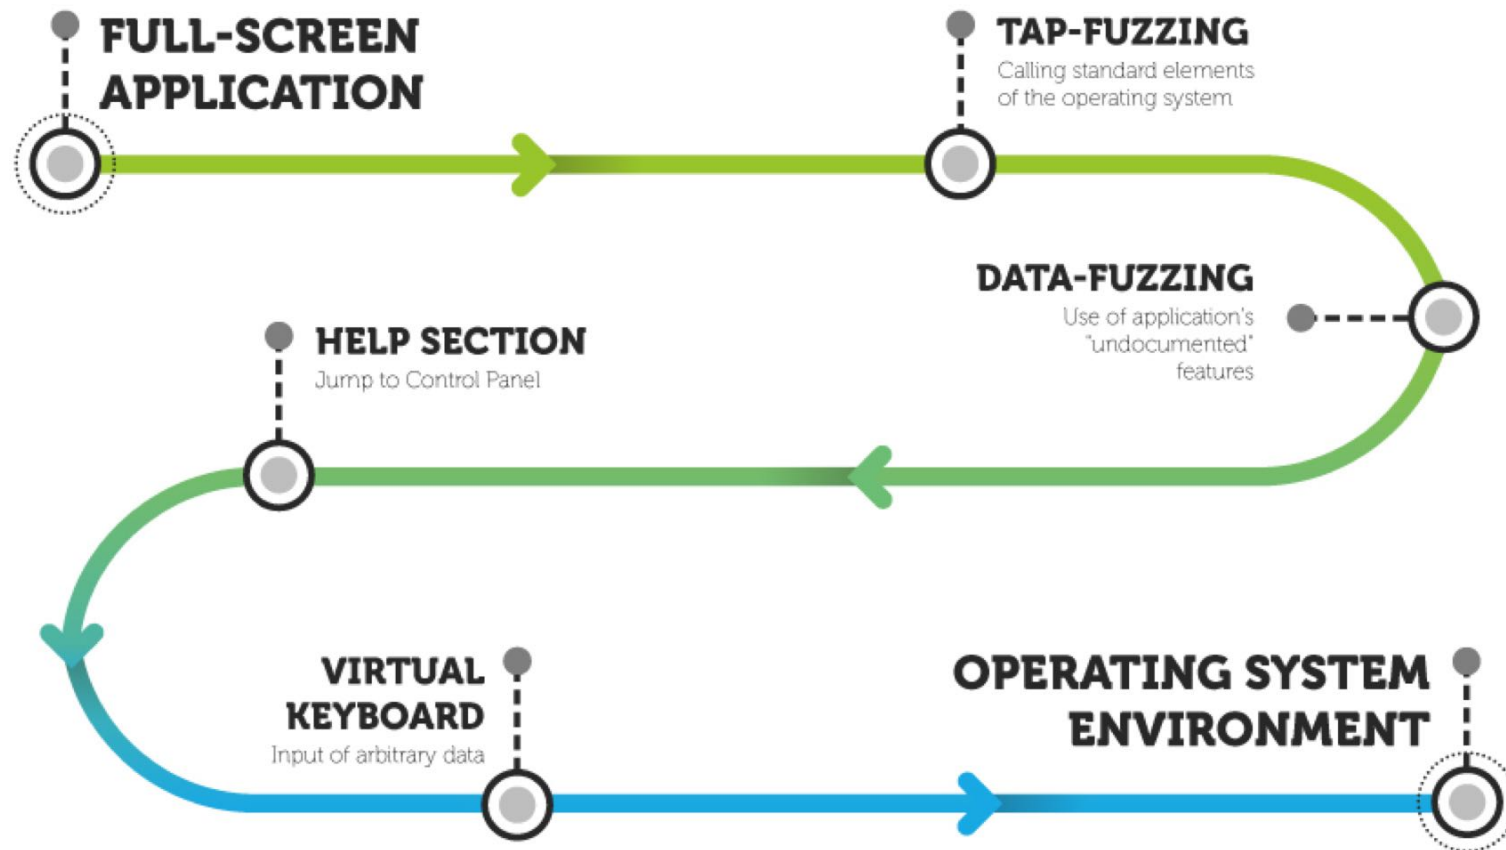 FULL-SCREEN
APPLICATION
TAP-FUZZING
Calling standard elements
of the operating system
DATA-FUZZING
Use of application's
"undocumented"
features
HELP SECTION
Jump to Control Panel
VIRTUAL
KEYBOARD
Input of arbitrary data
OPERATING SYSTEM
ENVIRONMENT